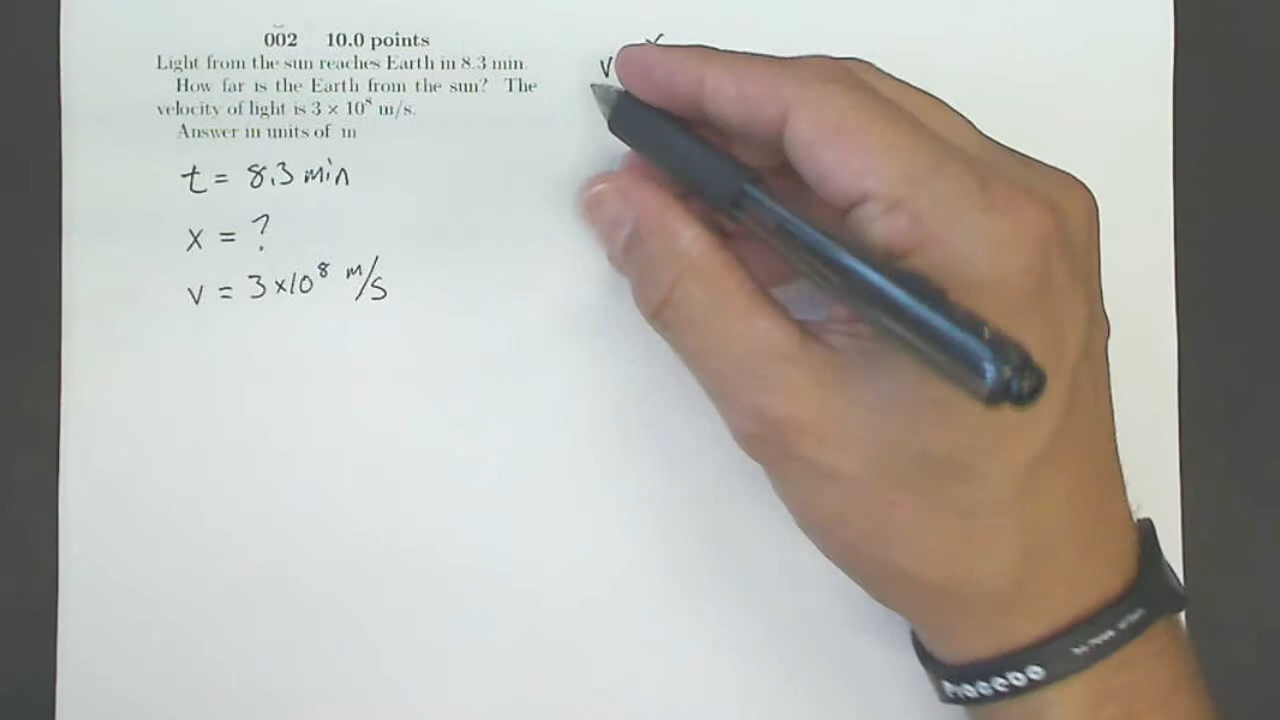 002 10.0 points
Light from the sun reaches Earth in 8.3 min.
How far is the Earth from the sun? The
velocity of light is 3 × 10⁸ m/s.
Answer in units of m
t = 8.3 min
x = ?
v = 3×10⁸ m/s
v
x
Placebo